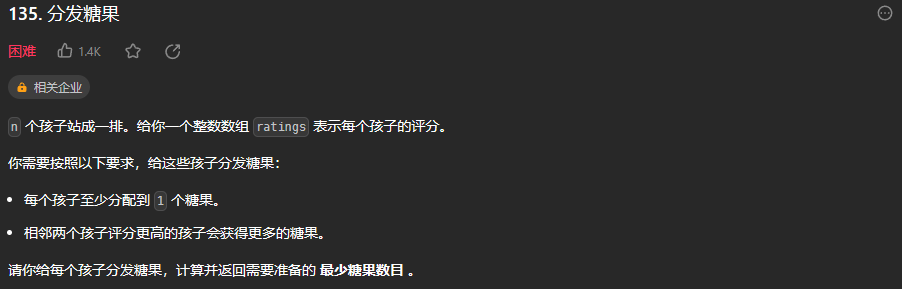 135. 分发糖果
困难 1.4K
相关企业
n 个孩子站成一排。给你一个整数数组 ratings 表示每个孩子的评分。
你需要按照以下要求，给这些孩子分发糖果：
每个孩子至少分配到 1 个糖果。
相邻两个孩子评分更高的孩子会获得更多的糖果。
请你给每个孩子分发糖果，计算并返回需要准备的 最少糖果数目 。